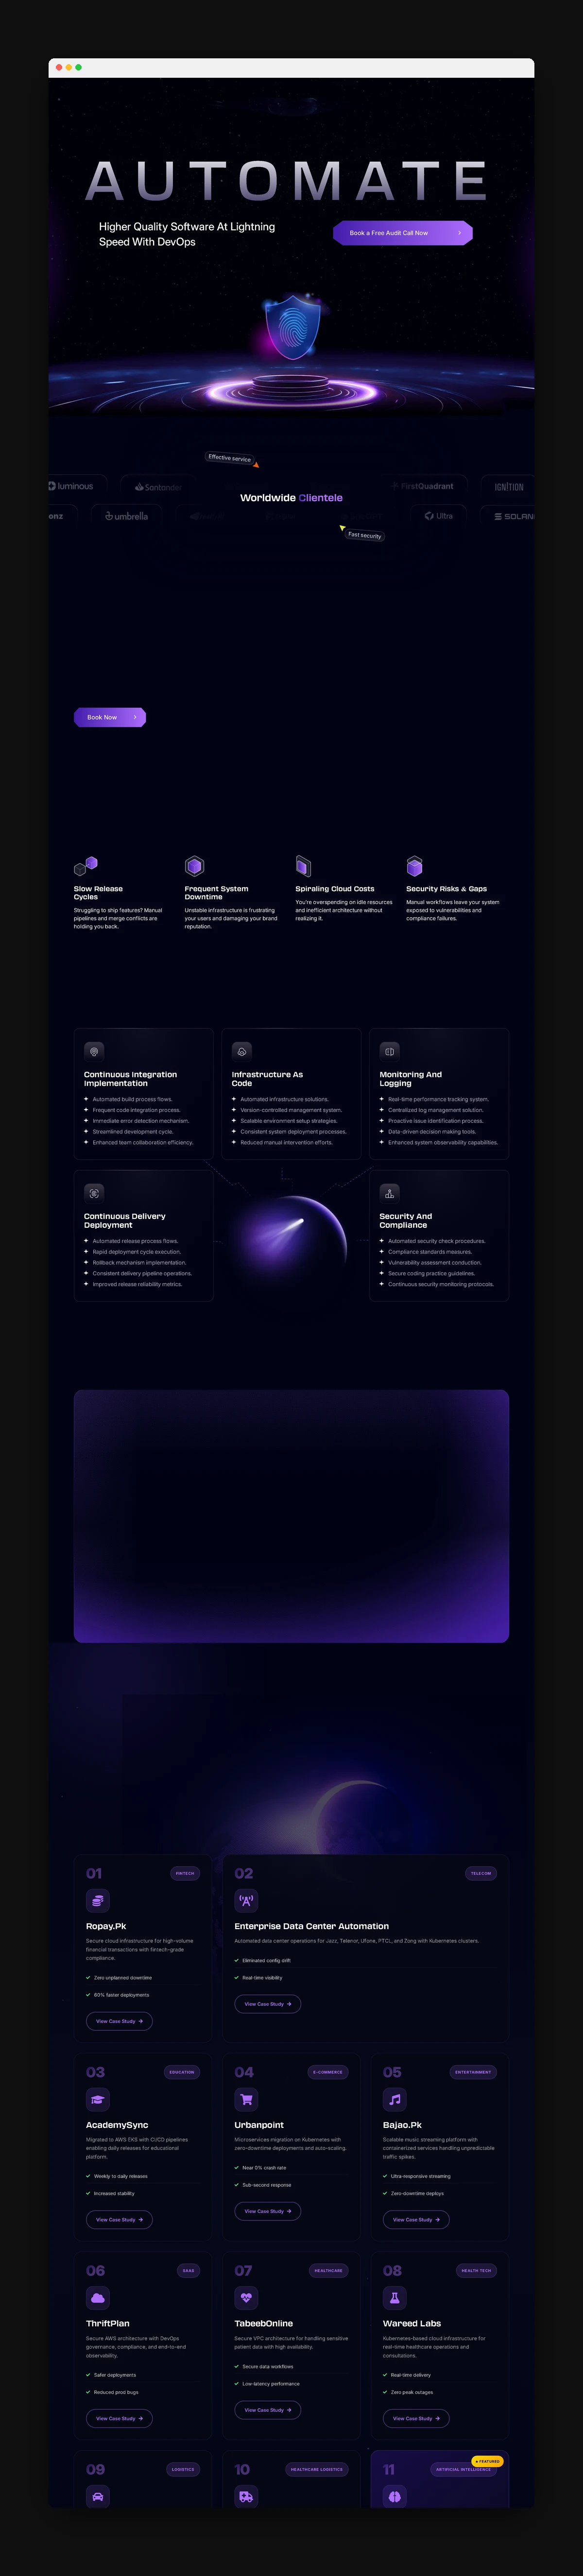 AUTOMATE
Higher Quality Software At Lightning
Speed With DevOps
Book a Free Audit Call Now
Effective service
luminous
Santander
FirstQuadrant
IGNITION
Worldwide Clientele
onz
umbrella
Ultra
SOLAN
Fast security
Book Now
Slow Release
Cycles
Struggling to ship features? Manual
pipelines and merge conflicts are
holding you back.
Frequent System
Downtime
Unstable infrastructure is frustrating
your users and damaging your brand
reputation.
Spiraling Cloud Costs
You're overspending on idle resources
and inefficient architecture without
realizing it.
Security Risks & Gaps
Manual workflows leave your system
exposed to vulnerabilities and
compliance failures.
Continuous Integration
Implementation
Automated build process flows.
Frequent code integration process.
Immediate error detection mechanism.
Streamlined development cycle.
Enhanced team collaboration efficiency.
Infrastructure As
Code
Automated infrastructure solutions.
Version-controlled management system.
Scalable environment setup strategies.
Consistent system deployment processes.
Reduced manual intervention efforts.
Monitoring And
Logging
Real-time performance tracking system.
Centralized log management solution.
Proactive issue identification process.
Data-driven decision making tools.
Enhanced system observability capabilities.
Continuous Delivery
Deployment
Automated release process flows.
Rapid deployment cycle execution.
Rollback mechanism implementation.
Consistent delivery pipeline operations.
Improved release reliability metrics.
Security And
Compliance
Automated security check procedures.
Compliance standards measures.
Vulnerability assessment conduction.
Secure coding practice guidelines.
Continuous security monitoring protocols.
01
FINTECH
Ropay.Pk
Secure cloud infrastructure for high-volume
financial transactions with fintech-grade
compliance.
Zero unplanned downtime
60% faster deployments
View Case Study
02
TELECOM
Enterprise Data Center Automation
Automated data center operations for Jazz, Telenor, Ufone, PTCL, and Zong with Kubernetes clusters.
Eliminated config drift
Real-time visibility
View Case Study
03
EDUCATION
AcademySync
Migrated to AWS EKS with CI/CD pipelines
enabling daily releases for educational
platform.
Weekly to daily releases
Increased stability
View Case Study
04
E-COMMERCE
Urbanpoint
Microservices migration on Kubernetes with
zero-downtime deployments and auto-scaling.
Near 0% crash rate
Sub-second response
View Case Study
05
ENTERTAINMENT
Bajao.Pk
Scalable music streaming platform with
containerized services handling unpredictable
traffic spikes.
Ultra-responsive streaming
Zero-downtime deploys
View Case Study
06
SAAS
ThriftPlan
Secure AWS architecture with DevOps
governance, compliance, and end-to-end
observability.
Safer deployments
Reduced prod bugs
View Case Study
07
HEALTHCARE
TabeebOnline
Secure VPC architecture for handling sensitive
patient data with high availability.
Secure data workflows
Low-latency performance
View Case Study
08
HEALTH TECH
Wareed Labs
Kubernetes-based cloud infrastructure for
real-time healthcare operations and
consultations.
Real-time delivery
Zero peak outages
View Case Study
09
LOGISTICS
10
HEALTHCARE LOGISTICS
FEATURED
11
ARTIFICIAL INTELLIGENCE